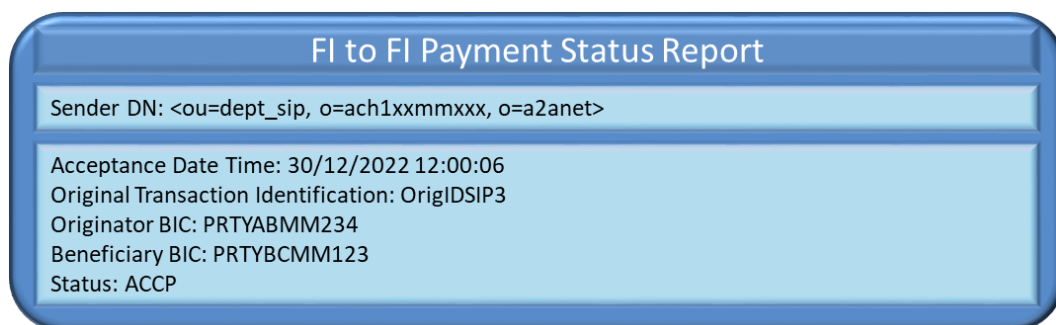 FI to FI Payment Status Report
Sender DN: <ou=dept_sip, o=ach1xxmmxxx, o=a2anet>
Acceptance Date Time: 30/12/2022 12:00:06
Original Transaction Identification: OrigIDSIP3
Originator BIC: PRTYABMM234
Beneficiary BIC: PRTYBCMM123
Status: ACCP